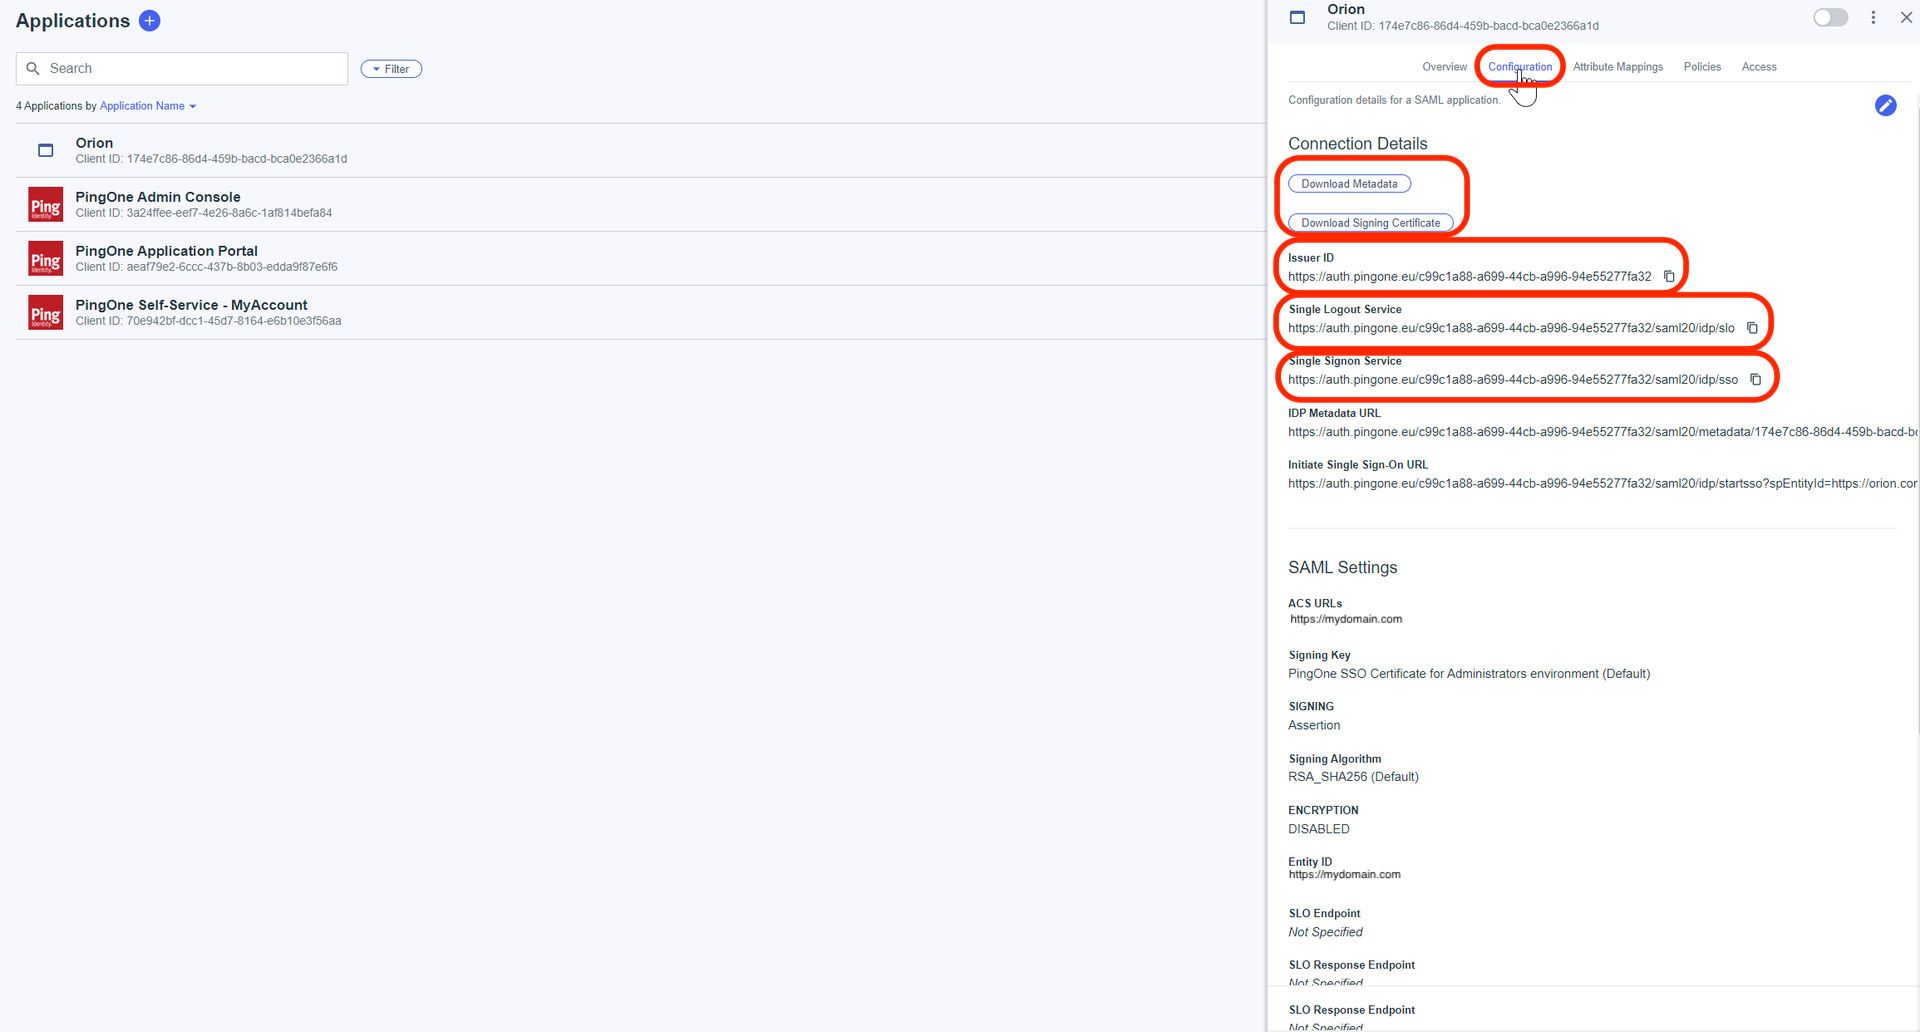 Applications
Search
Filter
4 Applications by Application Name
Orion
Client ID: 174e7c86-86d4-459b-bacd-bca0e2366a1d
Ping
Identity.
PingOne Admin Console
Client ID: 3a24ffee-eef7-4e26-8a6c-1af814befa84
Ping
Identity.
PingOne Application Portal
Client ID: aeaf79e2-6ccc-437b-8b03-edda9f87e6f6
Ping
Identity.
PingOne Self-Service - MyAccount
Client ID: 70e942bf-dcc1-45d7-8164-e6b10e3f56aa
Orion
Client ID: 174e7c86-86d4-459b-bacd-bca0e2366a1d
Overview Configuration Attribute Mappings Policies Access
Configuration details for a SAML application.
Connection Details
Download Metadata
Download Signing Certificate
Issuer ID
https://auth.pingone.eu/c99c1a88-a699-44cb-a996-94e55277fa32
Single Logout Service
https://auth.pingone.eu/c99c1a88-a699-44cb-a996-94e55277fa32/saml20/idp/slo
Single Signon Service
https://auth.pingone.eu/c99c1a88-a699-44cb-a996-94e55277fa32/saml20/idp/sso
IDP Metadata URL
https://auth.pingone.eu/c99c1a88-a699-44cb-a996-94e55277fa32/saml20/metadata/174e7c86-86d4-459b-bacd-bc
Initiate Single Sign-On URL
https://auth.pingone.eu/c99c1a88-a699-44cb-a996-94e55277fa32/saml20/idp/startsso?spEntityId=https://orion.cor
SAML Settings
ACS URLs
https://mydomain.com
Signing Key
PingOne SSO Certificate for Administrators environment (Default)
SIGNING
Assertion
Signing Algorithm
RSA_SHA256 (Default)
ENCRYPTION
DISABLED
Entity ID
https://mydomain.com
SLO Endpoint
Not Specified
SLO Response Endpoint
Not Specified
SLO Response Endpoint
Not Specified